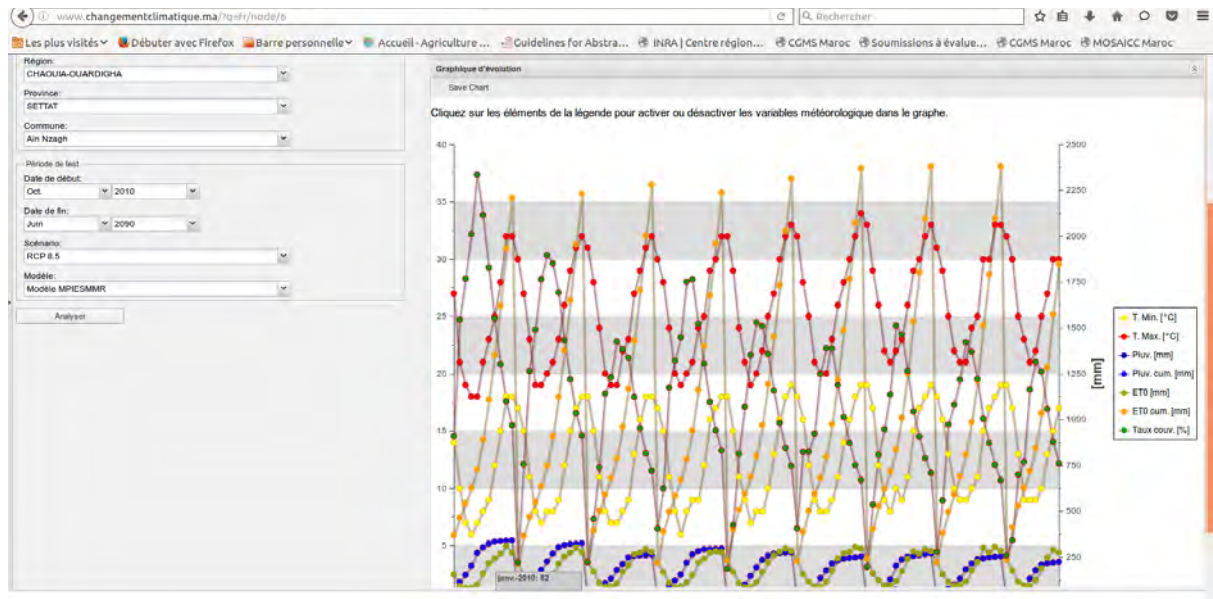 www.changementclimatique.ma/?q=fr/node/6
Rechercher
Les plus visités
Débuter avec Firefox
Barre personnelle
Accueil - Agriculture ...
Guidelines for Abstra...
INRA | Centre région...
CGMS Maroc
Soumissions à évalue...
CGMS Maroc
MOSAICC Maroc
Région:
CHAOUIA-OUARDIGHA
Province:
SETTAT
Commune:
Ain Nzagh
Période de test
Date de début:
Oct. 2010
Date de fin:
Juin 2090
Scénario:
RCP 8.5
Modèle:
Modèle MPIESMMR
Analyser
Graphique d'évolution
Save Chart
Cliquez sur les éléments de la légende pour activer ou désactiver les variables météorologique dans le graphe.
40
35
30
25
20
15
10
5
2500
2250
2000
1750
1500
1250
1000
750
500
250
[mm]
T. Min. [°C]
T. Max. [°C]
Pluv. [mm]
Pluv. cum. [mm]
ET0 [mm]
ET0 cum. [mm]
Taux couv. [%]
janv.-2010: 82